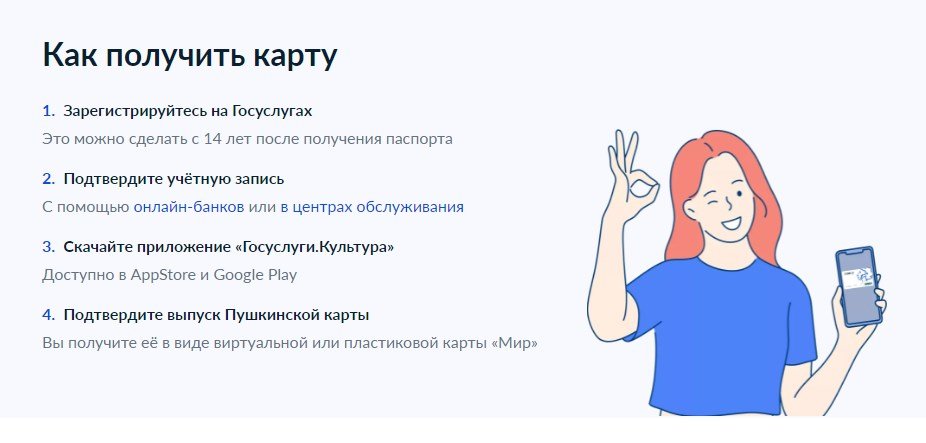 Как получить карту
1. Зарегистрируйтесь на Госуслугах
Это можно сделать с 14 лет после получения паспорта
2. Подтвердите учётную запись
С помощью онлайн-банков или в центрах обслуживания
3. Скачайте приложение «Госуслуги.Культура»
Доступно в AppStore и Google Play
4. Подтвердите выпуск Пушкинской карты
Вы получите её в виде виртуальной или пластиковой карты «Мир»